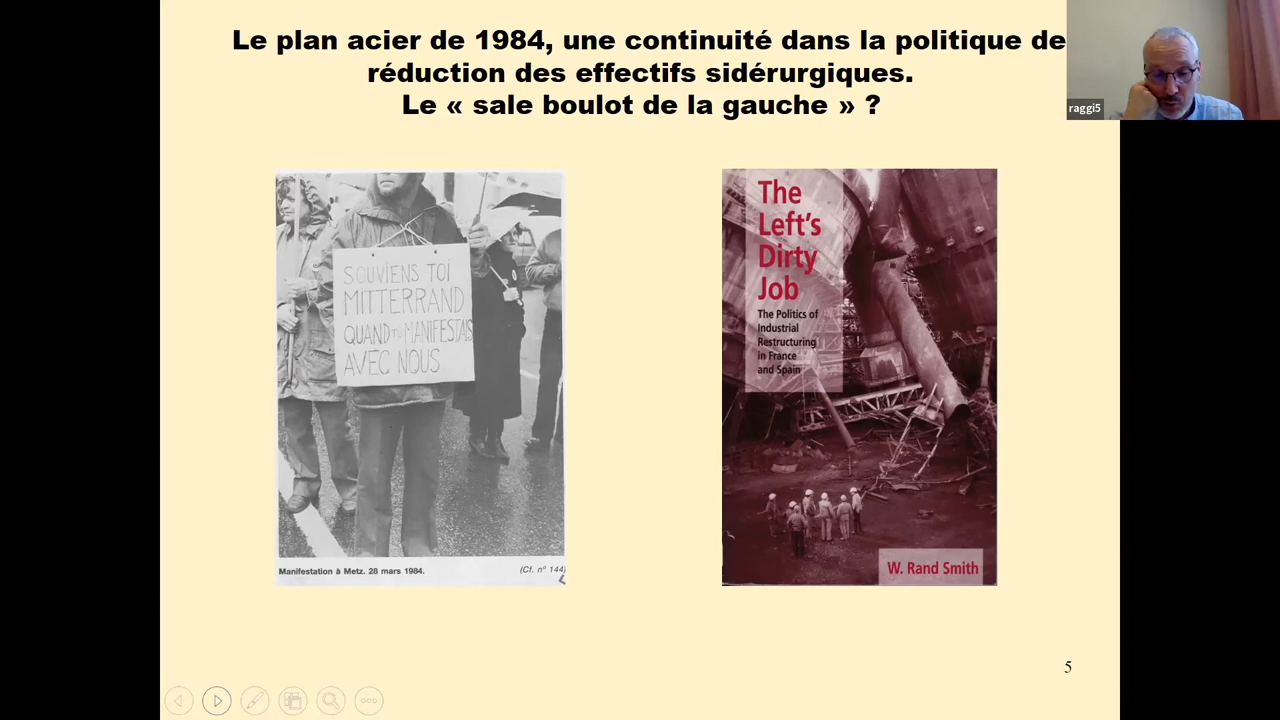 Le plan acier de 1984, une continuité dans la politique de
réduction des effectifs sidérurgiques.
Le « sale boulot de la gauche » ?
raggi5
SOUVIENS TOI
MITTERRAND
QUAND TU MANIFESTAIS
AVEC NOUS
Manifestation à Metz. 28 mars 1984.
(Cf. nº 144)
The
Left's
Dirty
Job
The Politics of
Industrial
Restructuring
in France
and Spain
W. Rand Smith
5